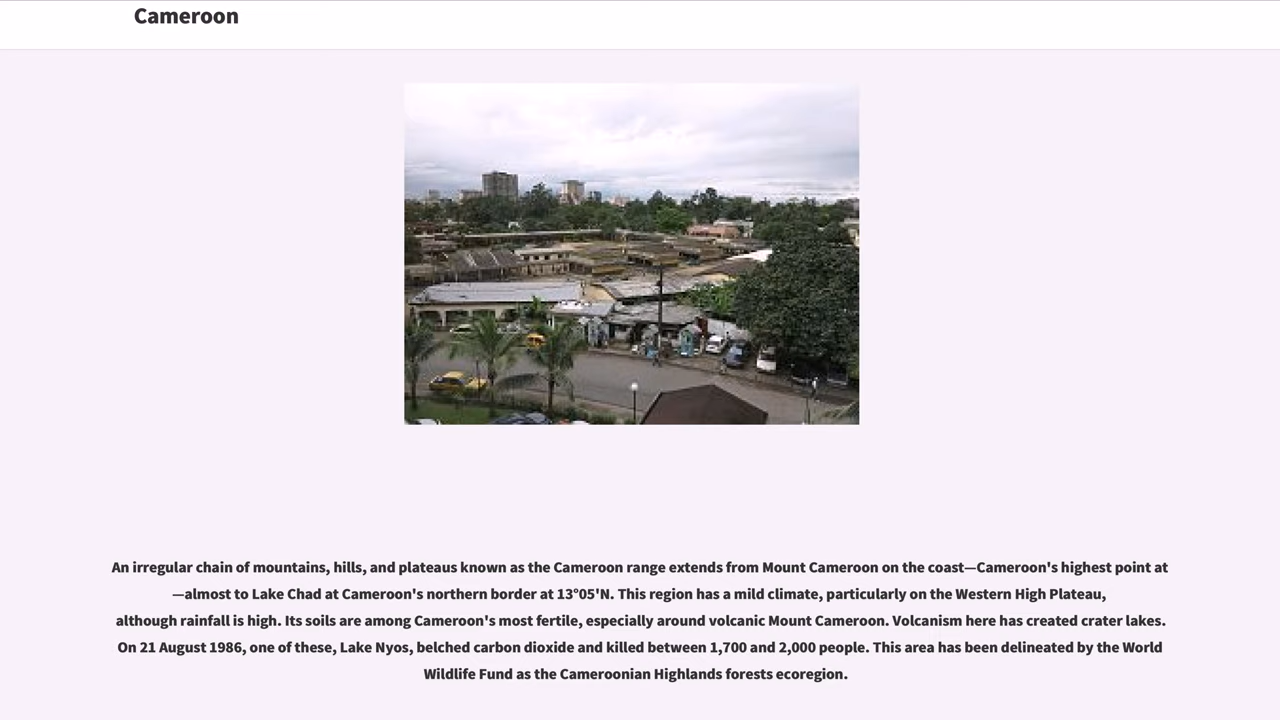 Cameroon
An irregular chain of mountains, hills, and plateaus known as the Cameroon range extends from Mount Cameroon on the coast—Cameroon's highest point at
—almost to Lake Chad at Cameroon's northern border at 13°05'N. This region has a mild climate, particularly on the Western High Plateau,
although rainfall is high. Its soils are among Cameroon's most fertile, especially around volcanic Mount Cameroon. Volcanism here has created crater lakes.
On 21 August 1986, one of these, Lake Nyos, belched carbon dioxide and killed between 1,700 and 2,000 people. This area has been delineated by the World
Wildlife Fund as the Cameroonian Highlands forests ecoregion.